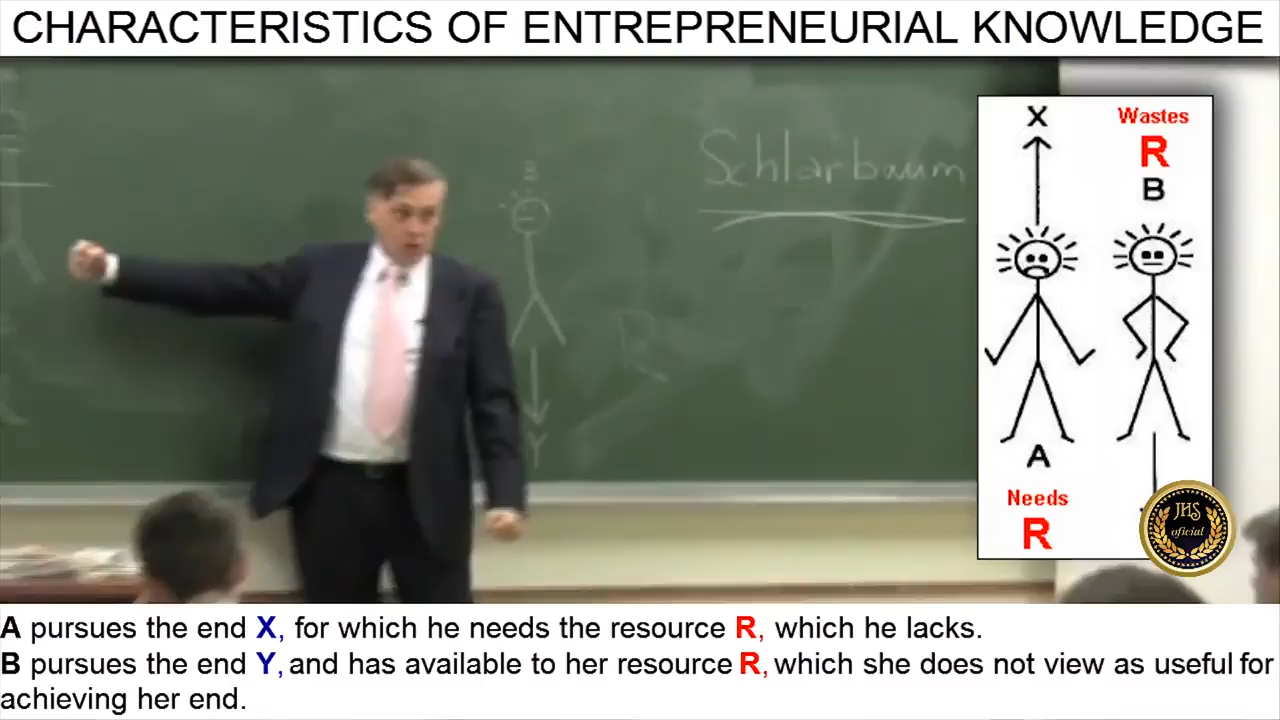 CHARACTERISTICS OF ENTREPRENEURIAL KNOWLEDGE
Schlarbaum
3
R
Y
X
Wastes
R
B
A
Needs
R
JHS
oficial
A pursues the end X, for which he needs the resource R, which he lacks.
B pursues the end Y, and has available to her resource R, which she does not view as useful for
achieving her end.